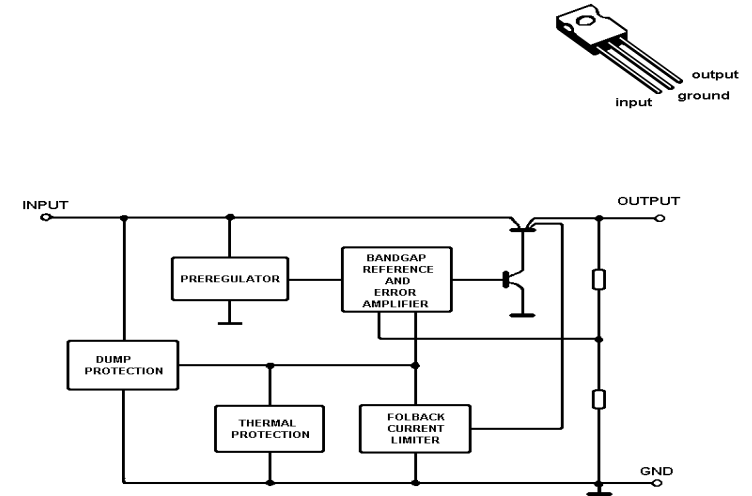 output
ground
input
INPUT
OUTPUT
PREREGULATOR
BANDGAP
REFERENCE
AND
ERROR
AMPLIFIER
DUMP
PROTECTION
THERMAL
PROTECTION
FOLBACK
CURRENT
LIMITER
GND